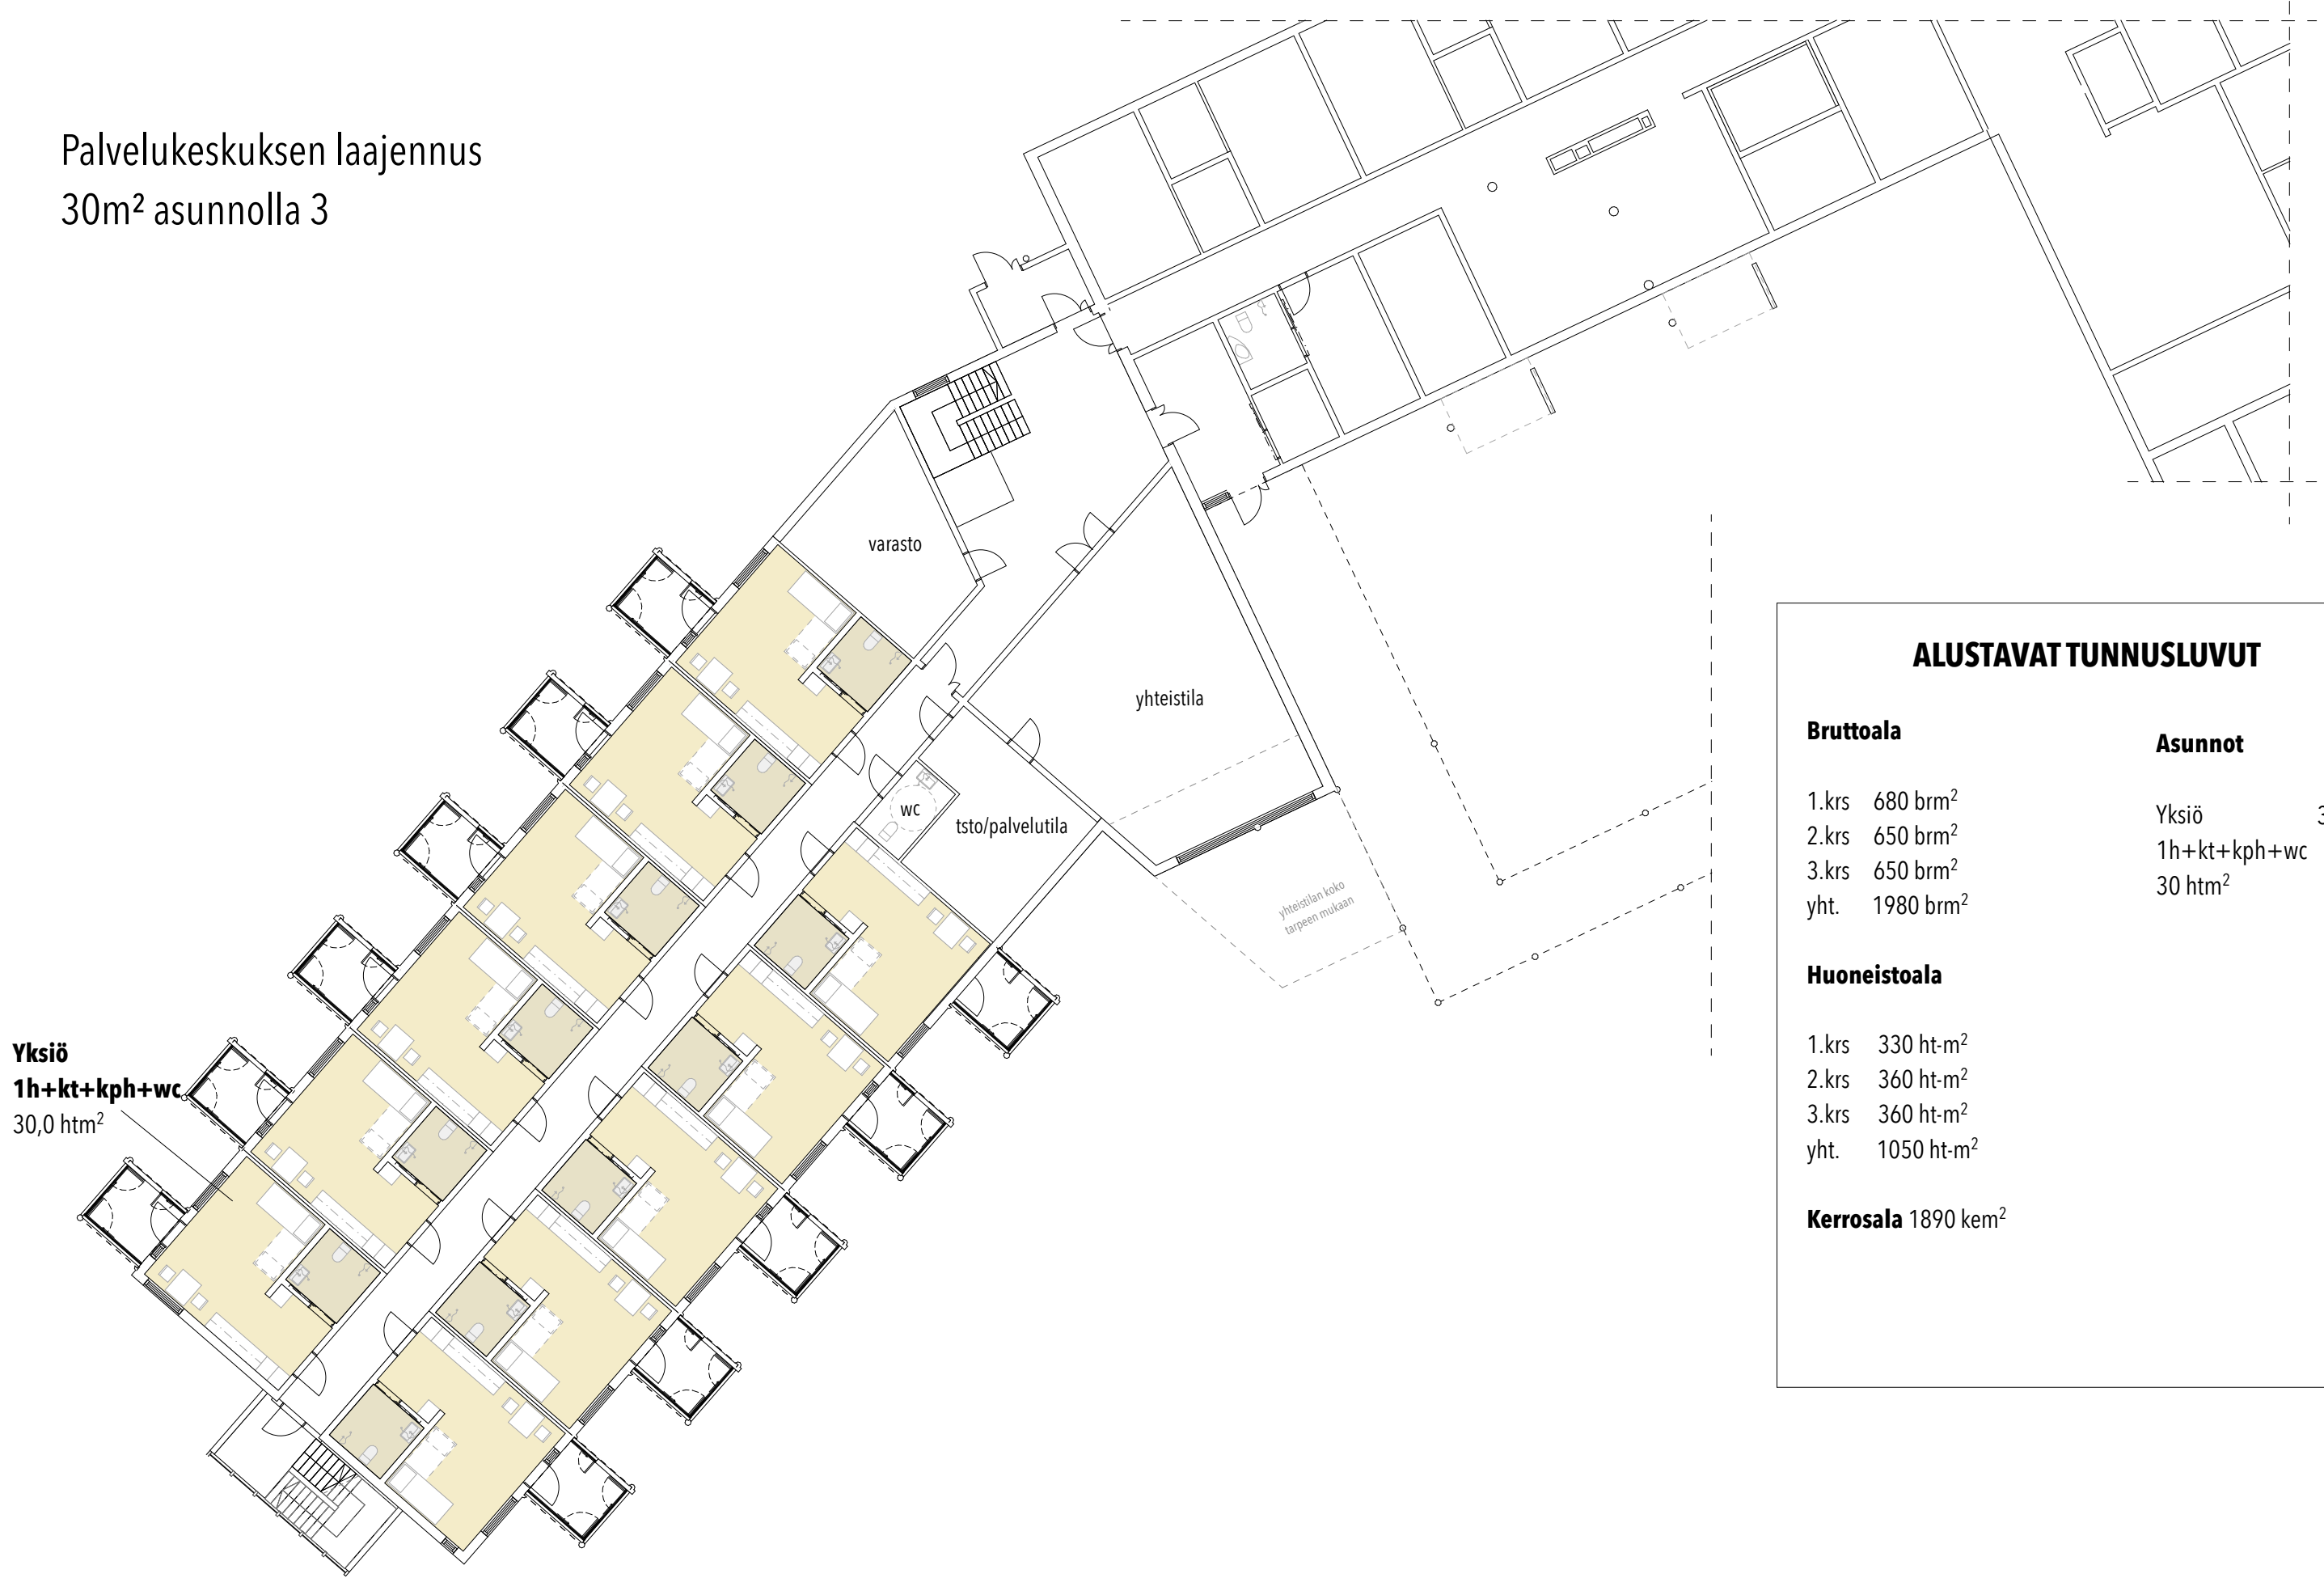 Palvelukeskuksen laajennus
30m² asunnolla 3
varasto
yhteistila
wc
tsto/palvelutila
yhteistilan koko
tarpeen mukaan
Yksiö
1h+kt+kph+wc
30,0 htm²
ALUSTAVAT TUNNUSLUVUT
Bruttoala
1.krs 680 brm²
2.krs 650 brm²
3.krs 650 brm²
yht. 1980 brm²
Huoneistoala
1.krs 330 ht-m²
2.krs 360 ht-m²
3.krs 360 ht-m²
yht. 1050 ht-m²
Kerrosala 1890 kem²
Asunnot
Yksiö
1h+kt+kph+wc
30 htm²